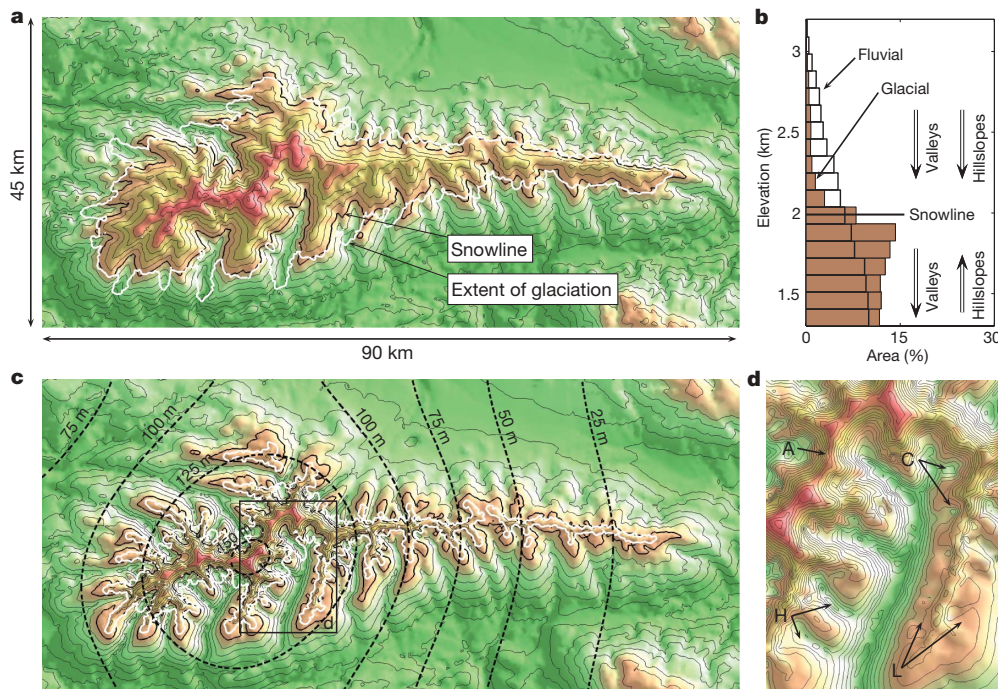 a
45 km
90 km
Snowline
Extent of glaciation
b
Elevation (km)
3
2.5
2
1.5
Fluvial
Glacial
Valleys
Hillslopes
Snowline
Valleys
Hillslopes
0
15
30
Area (%)
c
75 m
100 m
100 m
75 m
50 m
25 m
d
d
A
C
H
L